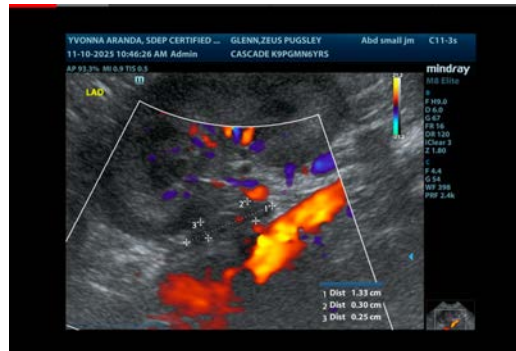 YVONNA ARANDA, SDEP CERTIFIED ... GLENN,ZEUS PUGSLEY Abd small jm C11-3s
11-10-2025 10:46:26 AM Admin CASCADE K9PGMN6YRS
AP 93.3% MI 0.9 TIS 0.3
mindray
M8 Elite
LAD
B
F H9.0
D 6.0
G 67
FR 16
DR 120
iClear 3
Z 1.80
C
F 4.4
G 54
WF 398
PRF 2.4k
2
1
3
1 Dist 1.33 cm
2 Dist 0.30 cm
3 Dist 0.25 cm